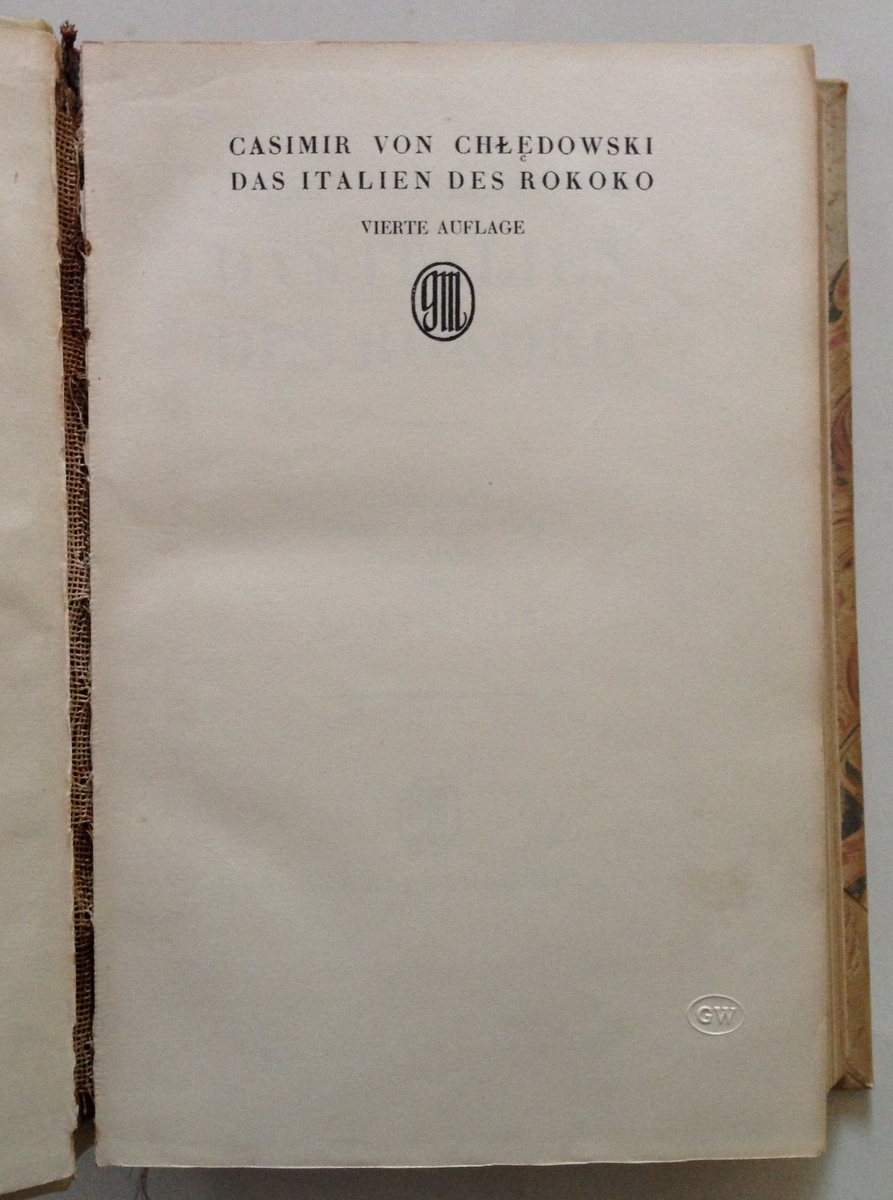 CASIMIR VON CHŁĘDOWSKI
DAS ITALIEN DES ROKOKO
VIERTE AUFLAGE
gm
GW